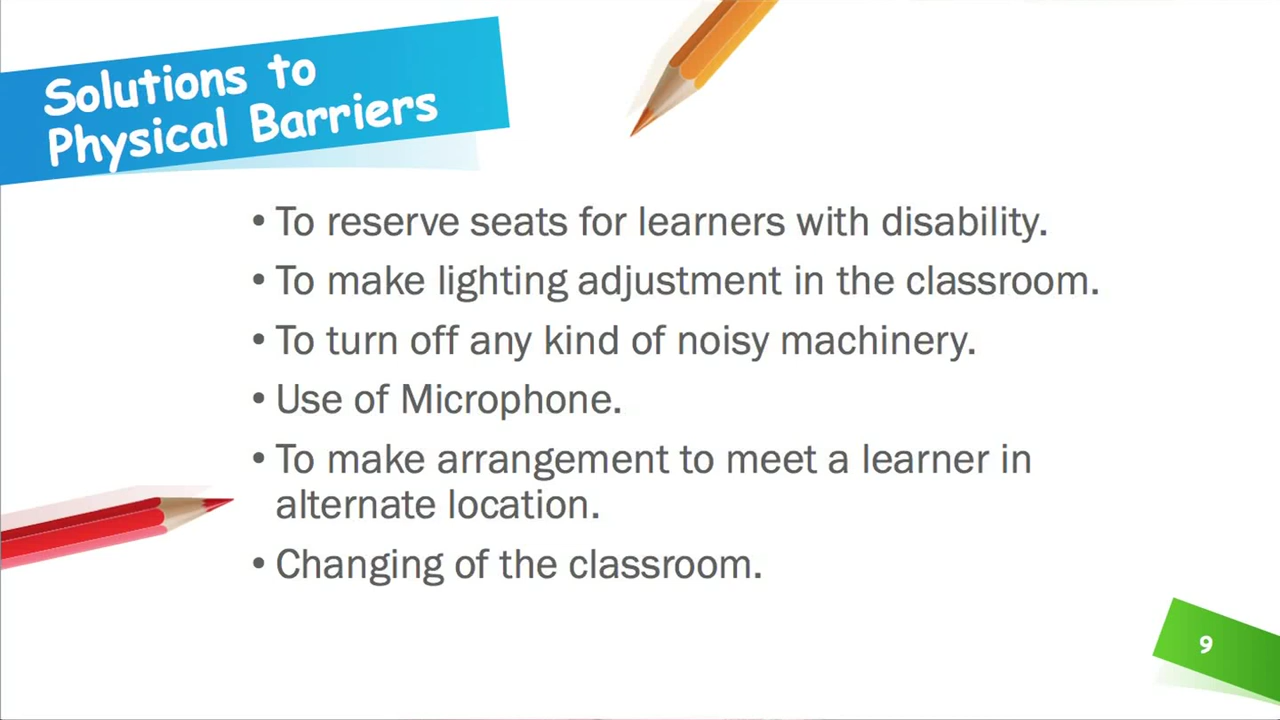 Solutions to
Physical Barriers
• To reserve seats for learners with disability.
• To make lighting adjustment in the classroom.
• To turn off any kind of noisy machinery.
• Use of Microphone.
• To make arrangement to meet a learner in
alternate location.
• Changing of the classroom.
9